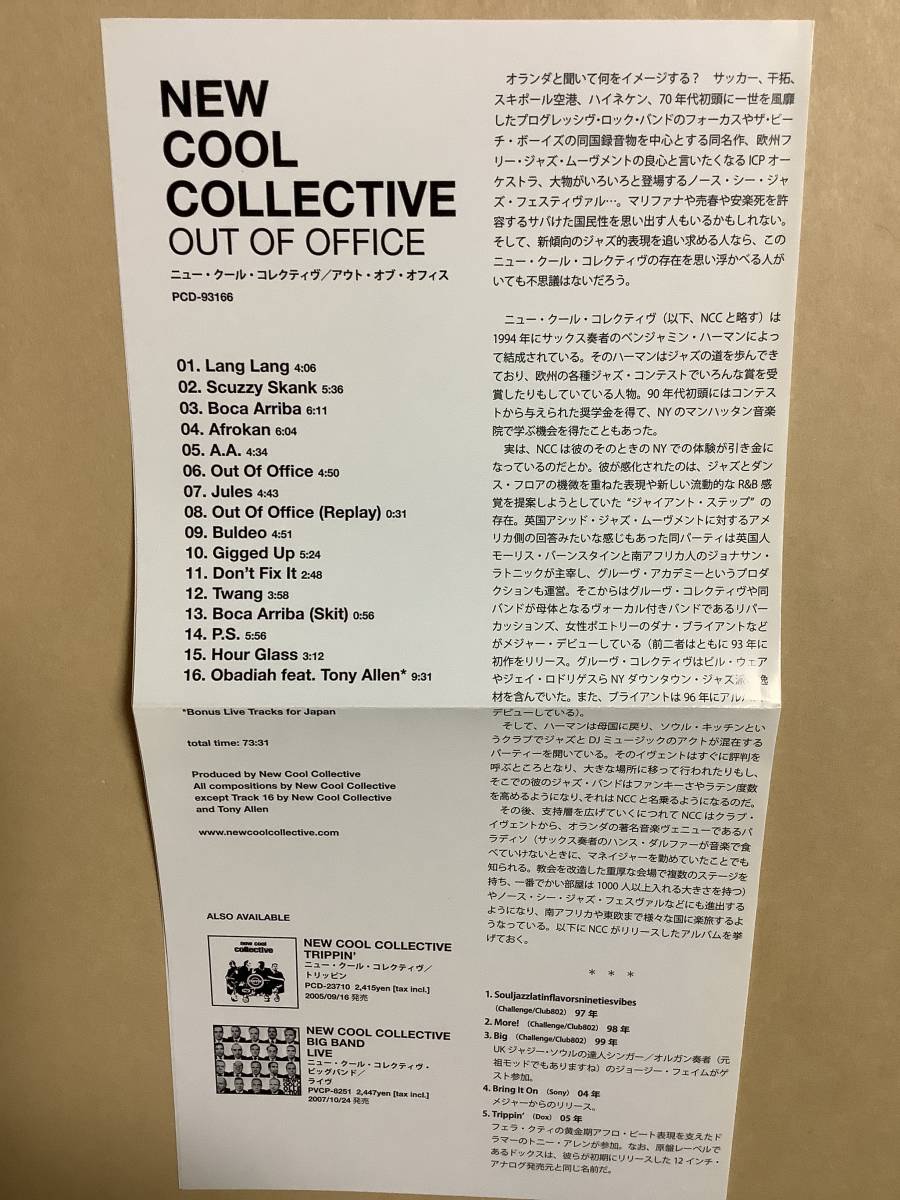 NEW
COOL
COLLECTIVE
OUT OF OFFICE
ニュー・クール・コレクティヴ／アウト・オブ・オフィス
PCD-93166
01. Lang Lang 4:06
02. Scuzzy Skank 5:36
03. Boca Arriba 6:11
04. Afrokan 6:04
05. A.A. 4:34
06. Out Of Office 4:50
07. Jules 4:43
08. Out Of Office (Replay) 0:31
09. Buldeo 4:51
10. Gigged Up 5:24
11. Don't Fix It 2:48
12. Twang 3:58
13. Boca Arriba (Skit) 0:56
14. P.S. 5:56
15. Hour Glass 3:12
16. Obadiah feat. Tony Allen* 9:31
*Bonus Live Tracks for Japan
total time: 73:31
Produced by New Cool Collective
All compositions by New Cool Collective
except Track 16 by New Cool Collective
and Tony Allen
www.newcoolcollective.com
ALSO AVAILABLE
new cool
collective
NEW COOL COLLECTIVE
TRIPPIN'
ニュー・クール・コレクティヴ／
トリッピン
PCD-23710 2,415yen [tax incl.]
2005/09/16 発売
NEW COOL COLLECTIVE
BIG BAND
LIVE
ニュー・クール・コレクティヴ・
ビッグバンド／
ライヴ
PVCP-8251 2,447yen [tax incl.]
2007/10/24 発売
オランダと聞いて何をイメージする？　サッカー、干拓、
スキポール空港、ハイネケン、70年代初頭に一世を風靡
したプログレッシヴ・ロック・バンドのフォーカスやザ・ビー
チ・ボーイズの同国録音物を中心とする同名作、欧州フ
リー・ジャズ・ムーヴメントの良心と言いたくなるICPオー
ケストラ、大物がいろいろと登場するノース・シー・ジャ
ズ・フェスティヴァル…。マリファナや売春や安楽死を許
容するサバけた国民性を思い出す人もいるかもしれない。
そして、新傾向のジャズ的表現を追い求める人なら、この
ニュー・クール・コレクティヴの存在を思い浮かべる人が
いても不思議はないだろう。
ニュー・クール・コレクティヴ（以下、NCCと略す）は
1994年にサックス奏者のベンジャミン・ハーマンによよ
って結成されている。そのハーマンはジャズの道を歩んでき
ており、欧州の各種ジャズ・コンテストでいろんな賞を受
賞したりもしていている人物。90年代初頭にはコンテス
トから与えられた奨学金を得て、NYのマンハッタン音楽
院で学ぶ機会を得たこともあった。
実は、NCCは彼のそのときのNYでの体験が引き金に
なっているのだとか。彼が感化されたのは、ジャズとダン
ス・フロアの機微を重ねた表現や新しい流動的なR&B感
覚を提案しようとしていた“ジャイアント・ステップ”の
存在。英国アシッド・ジャズ・ムーヴメントに対するアメ
リカ側の回答みたいな感じもあった同パーティは英国人
モーリス・バーンスタインと南アフリカ人のジョナサン・
ラトニックが主宰し、グルーヴ・アカデミーというプロダ
クションも運営。そこからはグルーヴ・コレクティヴや同
バンドが母体となるヴォーカル付きバンドであるリパー
カッションズ、女性ポエトリーのダナ・ブライアントなど
がメジャー・デビューしている（前二者はともに93年に
初作をリリース。グルーヴ・コレクティヴはビル・ウェア
やジェイ・ロドリゲスらNYダウンタウン・ジャズ派 逸
材を含んでいた。また、ブライアントは96年にアル
デビューしている）。
そして、ハーマンは母国に戻り、ソウル・キッチンとい
うクラブでジャズとDJミュージックのアクトが混在する
パーティーを開いている。そのイヴェントはすぐに評判を
呼ぶところとなり、大きな場所に移って行われたりもし、
そこでの彼のジャズ・バンドはファンキーさやラテン度数
を高めるようになり、それはNCCと名乗るようになるのだ。
その後、支持層を広げていくにつれてNCCはクラブ・
イヴェントから、オランダの著名音楽ヴェニューであるパ
ラディソ（サックス奏者のハンス・ダルファーが音楽で食
べていけないときに、マネイジャーを勤めていたことでも
知られる。教会を改造した重厚な会場で複数のステージを
持ち、一番でかい部屋は1000人以上入れる大きさを持つ）
やノース・シー・ジャズ・フェスヴァルなどにも進出する
ようになり、南アフリカや東欧まで様々な国に楽旅するよ
うなっている。以下にNCCがリリースしたアルバムを挙
げておく。
＊　＊　＊
1. Souljazzlatinflavorsninetiesvibes
（Challenge/Club802）97年
2. More!（Challenge/Club802）98年
3. Big（Challenge/Club802）99年
UKジャジー・ソウルの達人シンガー／オルガン奏者（元
祖モッドでもありますね）のジョージー・フェイムがゲ
スト参加。
4. Bring It On（Sony）04年
メジャーからのリリース。
5. Trippin'（Dox）05年
フェラ・クティの黄金期アフロ・ビート表現を支えたド
ラマーのトニー・アレンが参加。なお、原盤レーベルで
あるドックスは、彼らが初期にリリースした12インチ・
アナログ発売元と同じ名前だ。